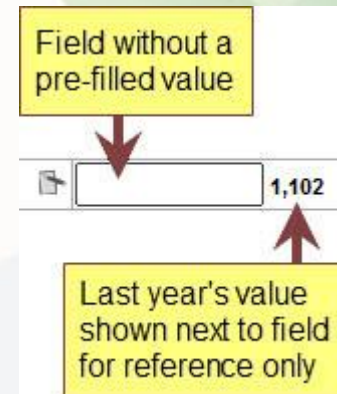 Field without a
pre-filled value
1,102
Last year's value
shown next to field
for reference only